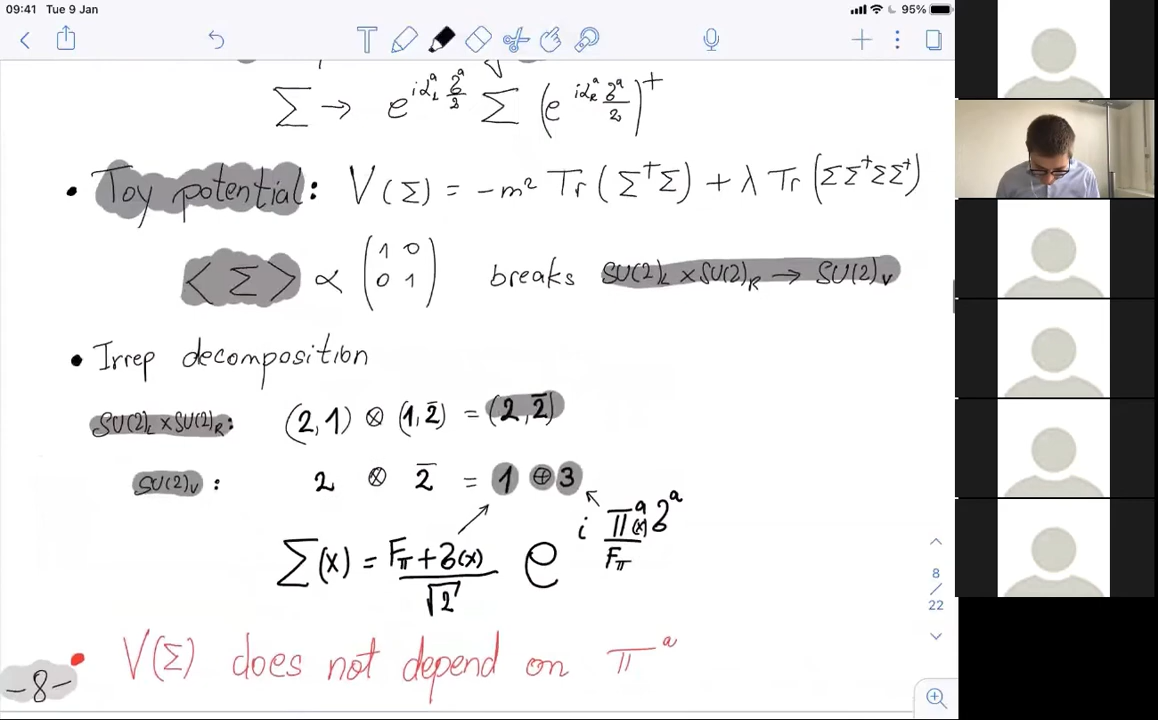 09:41 Tue 9 Jan 95%
Σ → e^{iα_L^a σ^a/2} Σ (e^{iα_R^a σ^a/2})^†
• Toy potential: V(Σ) = -m² Tr(Σ†Σ) + λ Tr(ΣΣ†ΣΣ†)
<Σ> ∝ (1 0
0 1) breaks SU(2)_L × SU(2)_R → SU(2)_V
• Irrep decomposition
SU(2)_L × SU(2)_R: (2,1) ⊗ (1,2̄) = (2,2̄)
SU(2)_V: 2 ⊗ 2̄ = 1 ⊕ 3
Σ(x) = (F_π + σ(x))/√2 e^{i π^a(x) σ^a / F_π}
• V(Σ) does not depend on π^a
-8-
8
/
22